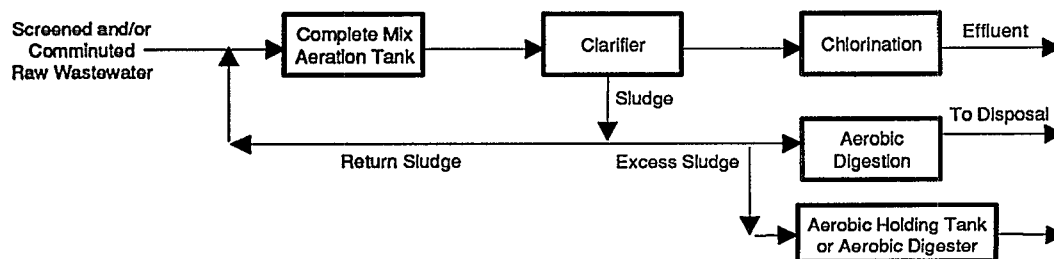 Screened and/or
Comminuted
Raw Wastewater
Complete Mix
Aeration Tank
Clarifier
Chlorination
Effluent
Sludge
To Disposal
Return Sludge
Excess Sludge
Aerobic
Digestion
Aerobic Holding Tank
or Aerobic Digester